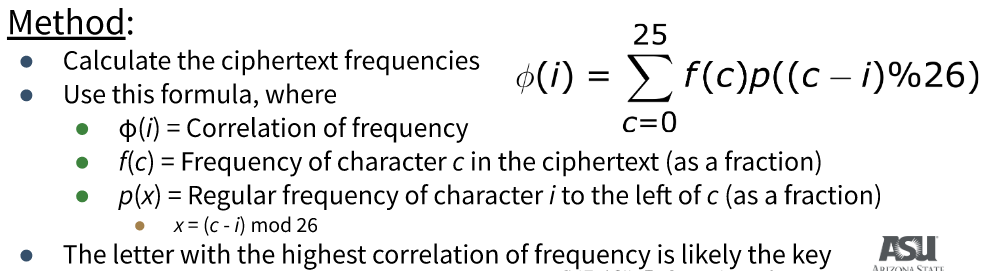 Method:
• Calculate the ciphertext frequencies
• Use this formula, where
• ϕ(i) = Correlation of frequency
• f(c) = Frequency of character c in the ciphertext (as a fraction)
• p(x) = Regular frequency of character i to the left of c (as a fraction)
• x = (c - i) mod 26
• The letter with the highest correlation of frequency is likely the key
25
ϕ(i) = ∑ f(c)p((c − i)%26)
c=0
ASU
ARIZONA STATE